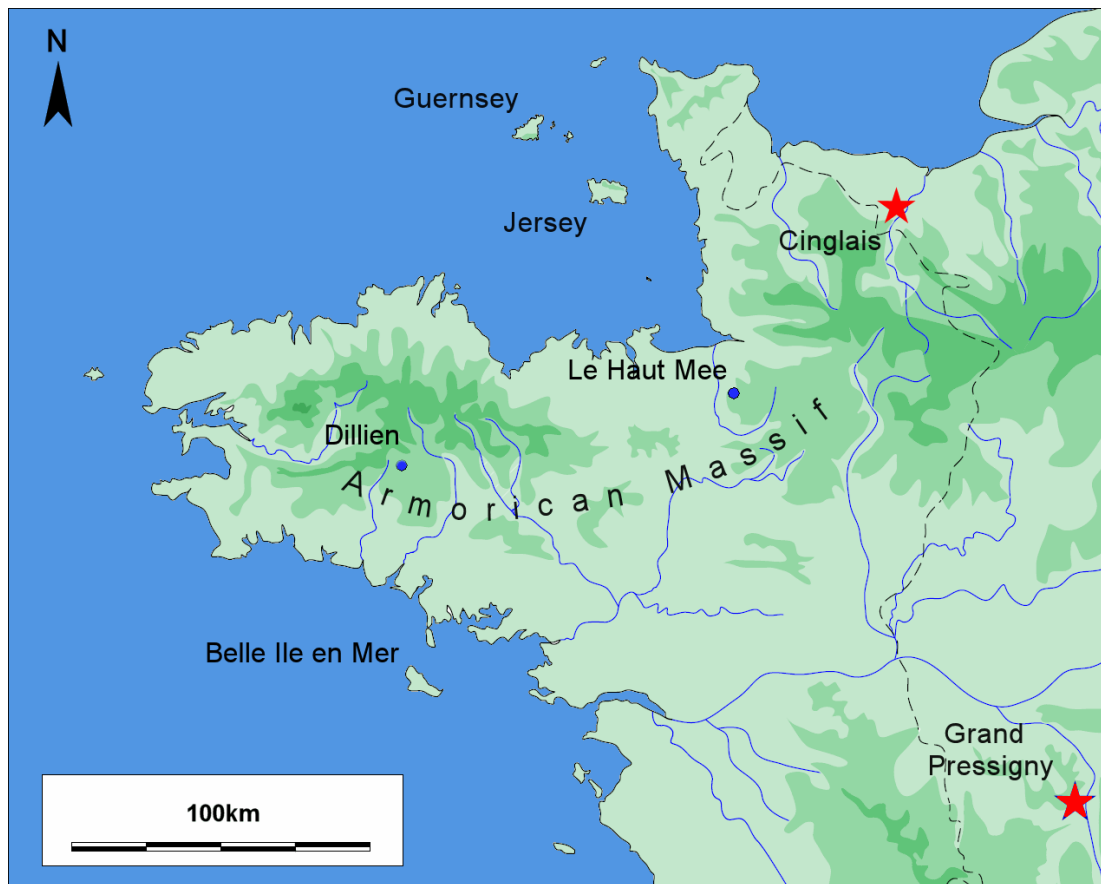 N
Guernsey
Jersey
Cinglais
Le Haut Mee
Dillien
Armorican Massif
Belle Ile en Mer
Grand
Pressigny
100km